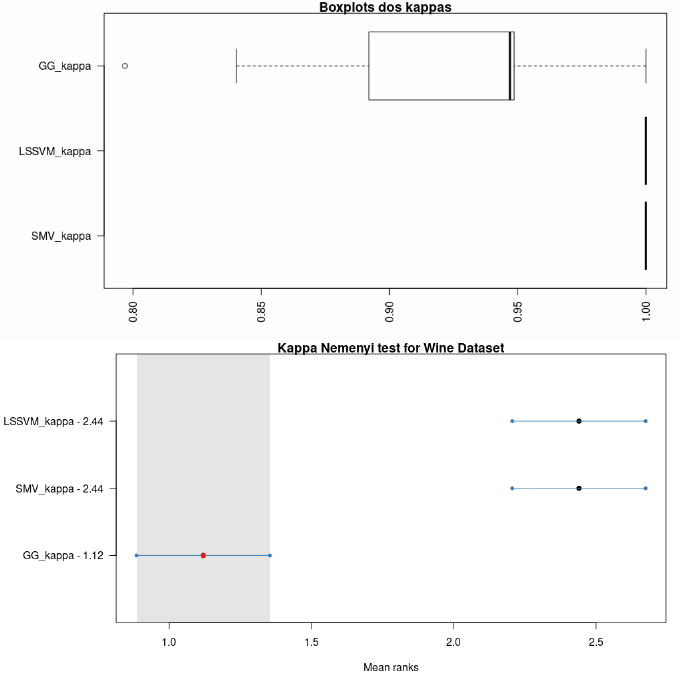 Boxplots dos kappas
GG_kappa
LSSVM_kappa
SMV_kappa
0.80
0.85
0.90
0.95
1.00
Kappa Nemenyi test for Wine Dataset
LSSVM_kappa - 2.44
SMV_kappa - 2.44
GG_kappa - 1.12
1.0
1.5
2.0
2.5
Mean ranks